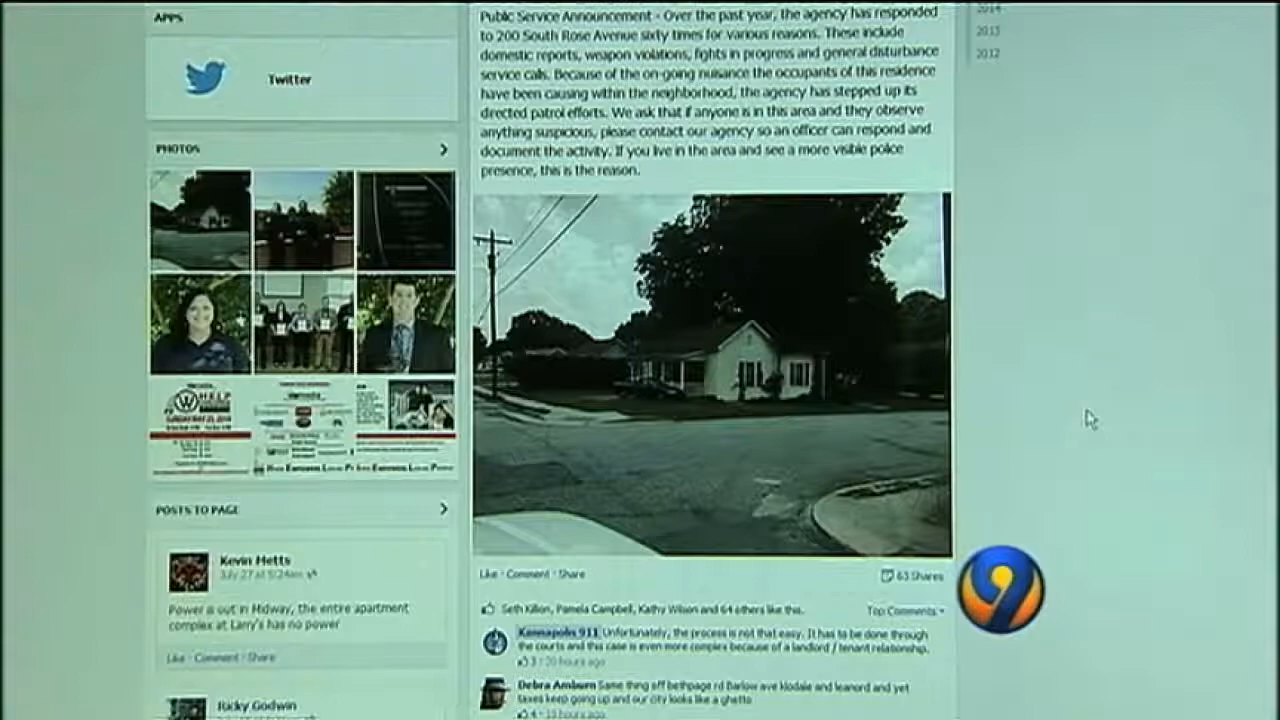 APPS
Twitter
PHOTOS
HELP
POSTS TO PAGE
Kevin Metts
July 27 at 5:24am
Power is out in Midway, the entire apartment
complex at Larry's has no power
Like · Comment · Share
Ricky Godwin
Public Service Announcement - Over the past year, the agency has responded
to 200 South Rose Avenue sixty times for various reasons. These include
domestic reports, weapon violations, fights in progress and general disturbance
service calls. Because of the on-going nuisance the occupants of this residence
have been causing within the neighborhood, the agency has stepped up its
directed patrol efforts. We ask that if anyone is in this area and they observe
anything suspicious, please contact our agency so an officer can respond and
document the activity. If you live in the area and see a more visible police
presence, this is the reason.
Like · Comment · Share
63 Shares
Seth Killon, Pamela Campbell, Kathy Wilson and 64 others like this.
Top Comments
Kannapolis 911 Unfortunately, the process is not that easy. It has to be done through
the courts and this case is even more complex because of a landlord / tenant relationship.
3 · 20 hours ago
Debra Amburn Same thing off bethpage rd Barlow ave klodale and leanord and yet
taxes keep going up and our city looks like a ghetto
4 · 15 hours ago
2014
2013
2012
9